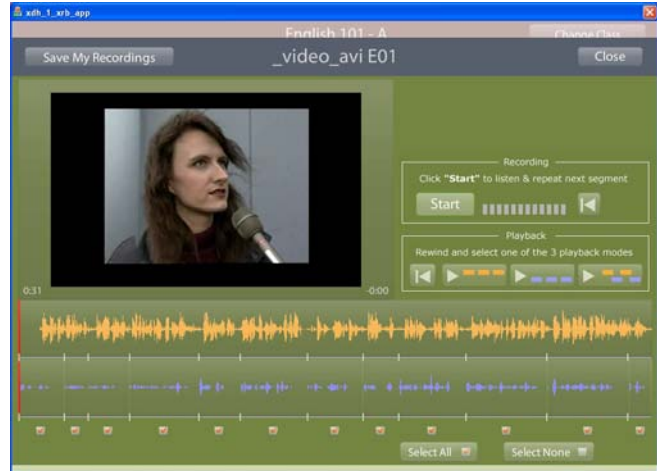 xdh_1_xrb_app
English 101 - A
Change Class
Save My Recordings
_video_avi E01
Close
Recording
Click "Start" to listen & repeat next segment
Start
Playback
Rewind and select one of the 3 playback modes
0:31
-0:00
Select All
Select None